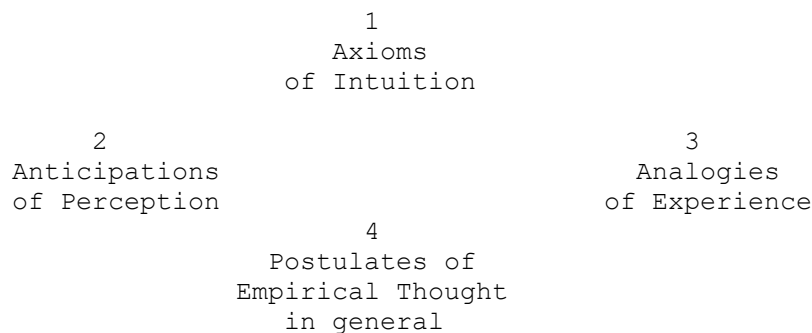 1
Axioms
of Intuition
2
Anticipations
of Perception
3
Analogies
of Experience
4
Postulates of
Empirical Thought
in general